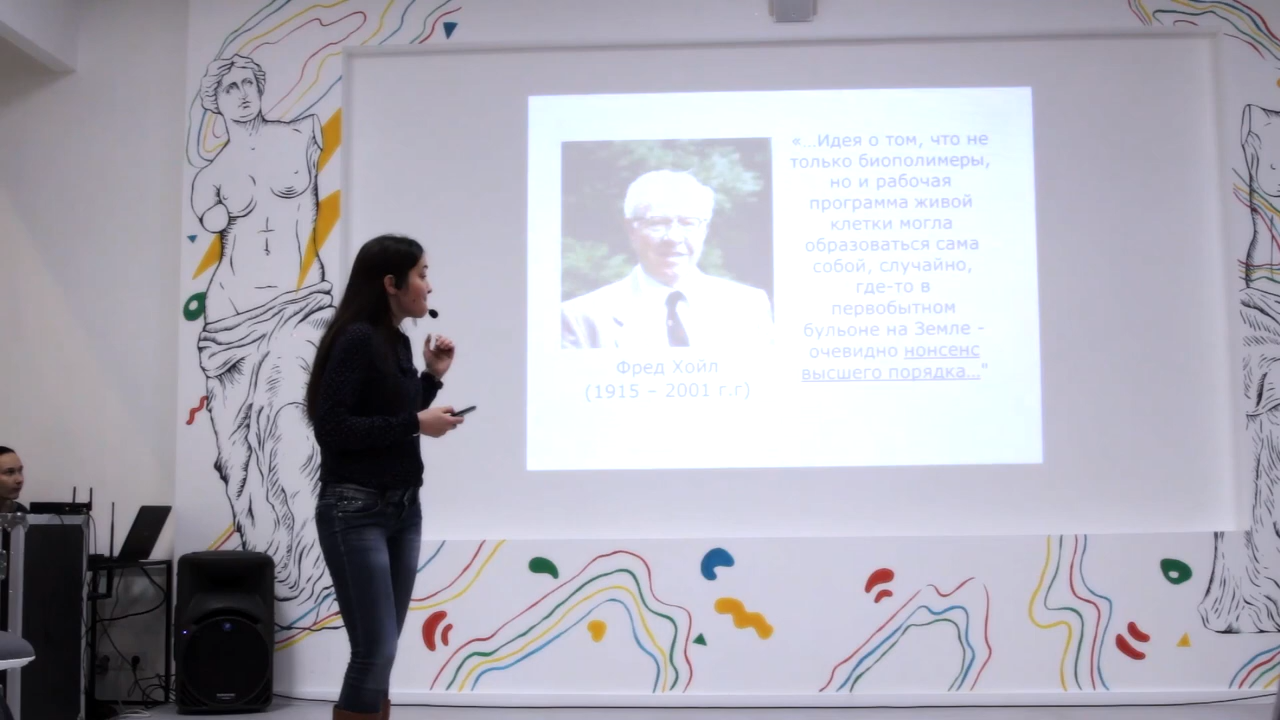 «...Идея о том, что не
только биополимеры,
но и рабочая
программа живой
клетки могла
образоваться сама
собой, случайно,
где-то в
первобытном
бульоне на Земле -
очевидно нонсенс
высшего порядка..."
Фред Хойл
(1915 – 2001 г.г)